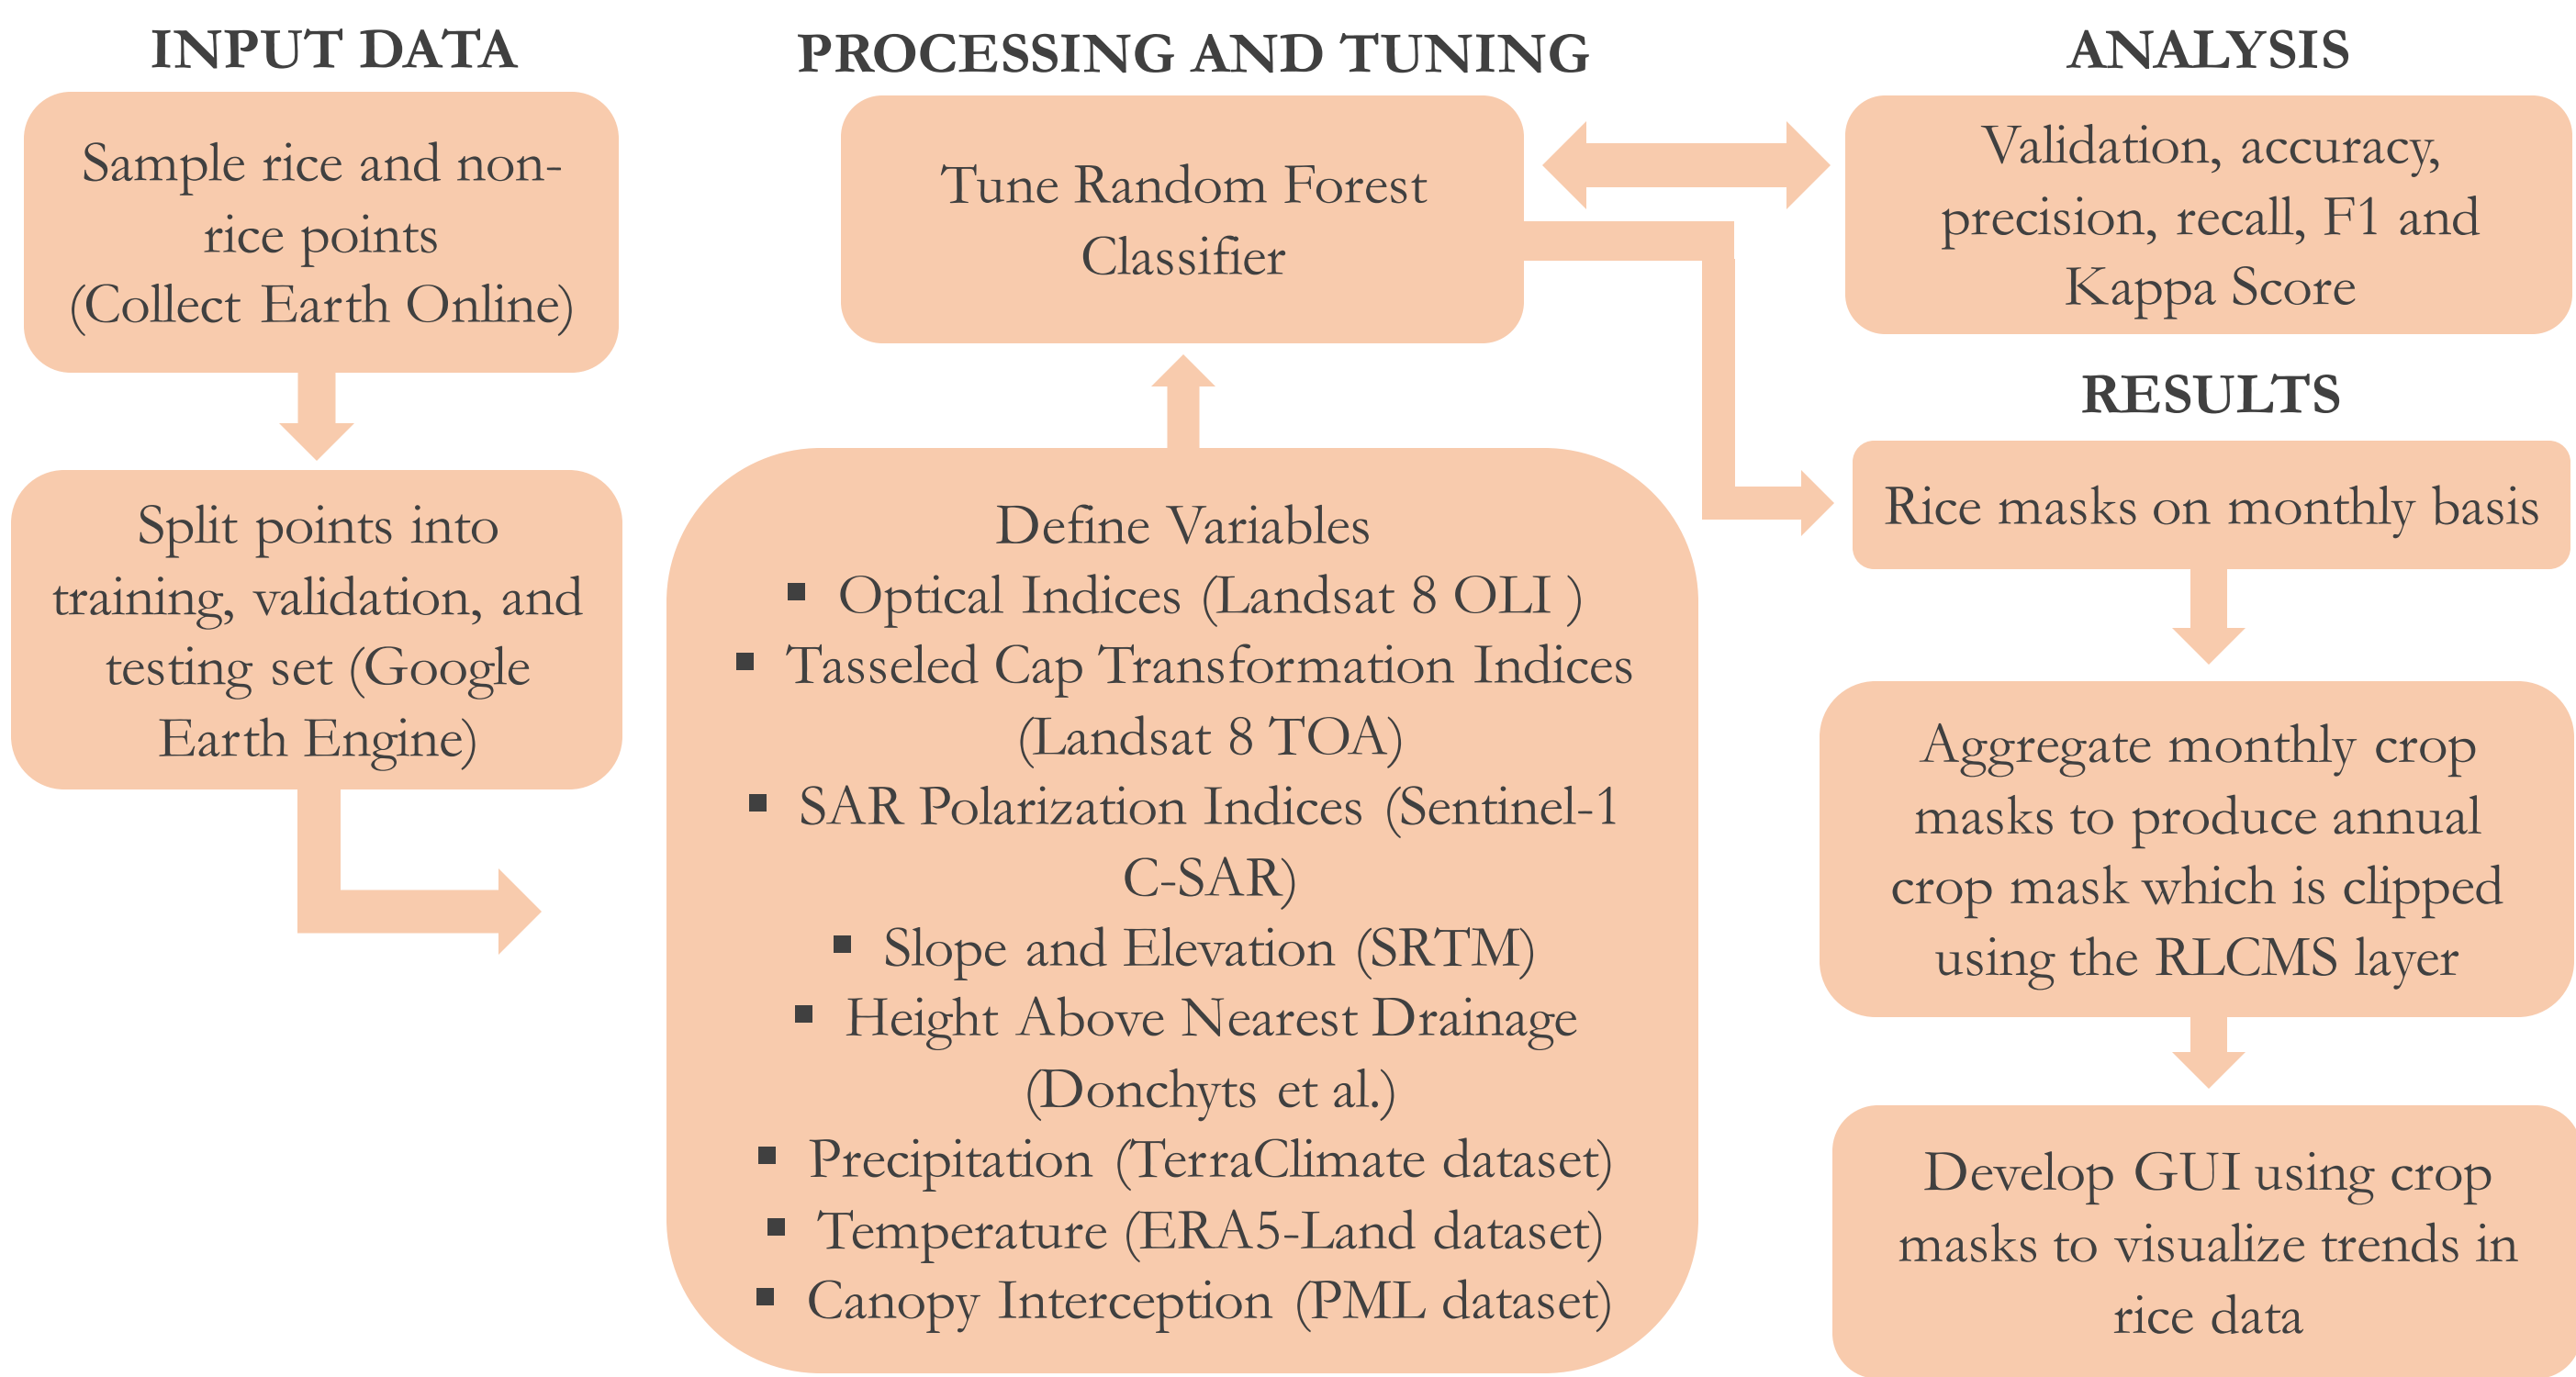 INPUT DATA
Sample rice and non-
rice points
(Collect Earth Online)
Split points into
training, validation, and
testing set (Google
Earth Engine)
PROCESSING AND TUNING
Tune Random Forest
Classifier
Define Variables
▪ Optical Indices (Landsat 8 OLI )
▪ Tasseled Cap Transformation Indices
(Landsat 8 TOA)
▪ SAR Polarization Indices (Sentinel-1
C-SAR)
▪ Slope and Elevation (SRTM)
▪ Height Above Nearest Drainage
(Donchyts et al.)
▪ Precipitation (TerraClimate dataset)
▪ Temperature (ERA5-Land dataset)
▪ Canopy Interception (PML dataset)
ANALYSIS
Validation, accuracy,
precision, recall, F1 and
Kappa Score
RESULTS
Rice masks on monthly basis
Aggregate monthly crop
masks to produce annual
crop mask which is clipped
using the RLCMS layer
Develop GUI using crop
masks to visualize trends in
rice data